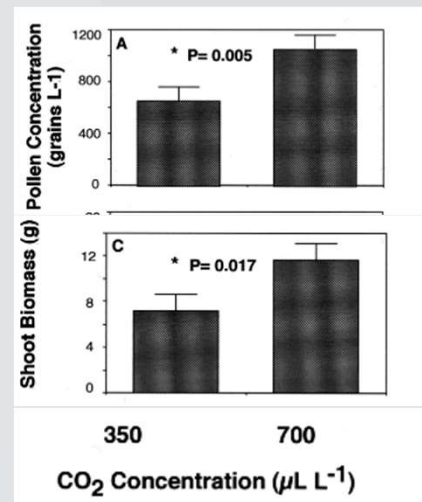 Pollen Concentration
(grains L-1)
1200
800
400
0
A
* P= 0.005
Shoot Biomass (g)
12
8
4
0
C
* P= 0.017
350 700
CO₂ Concentration (µL L⁻¹)